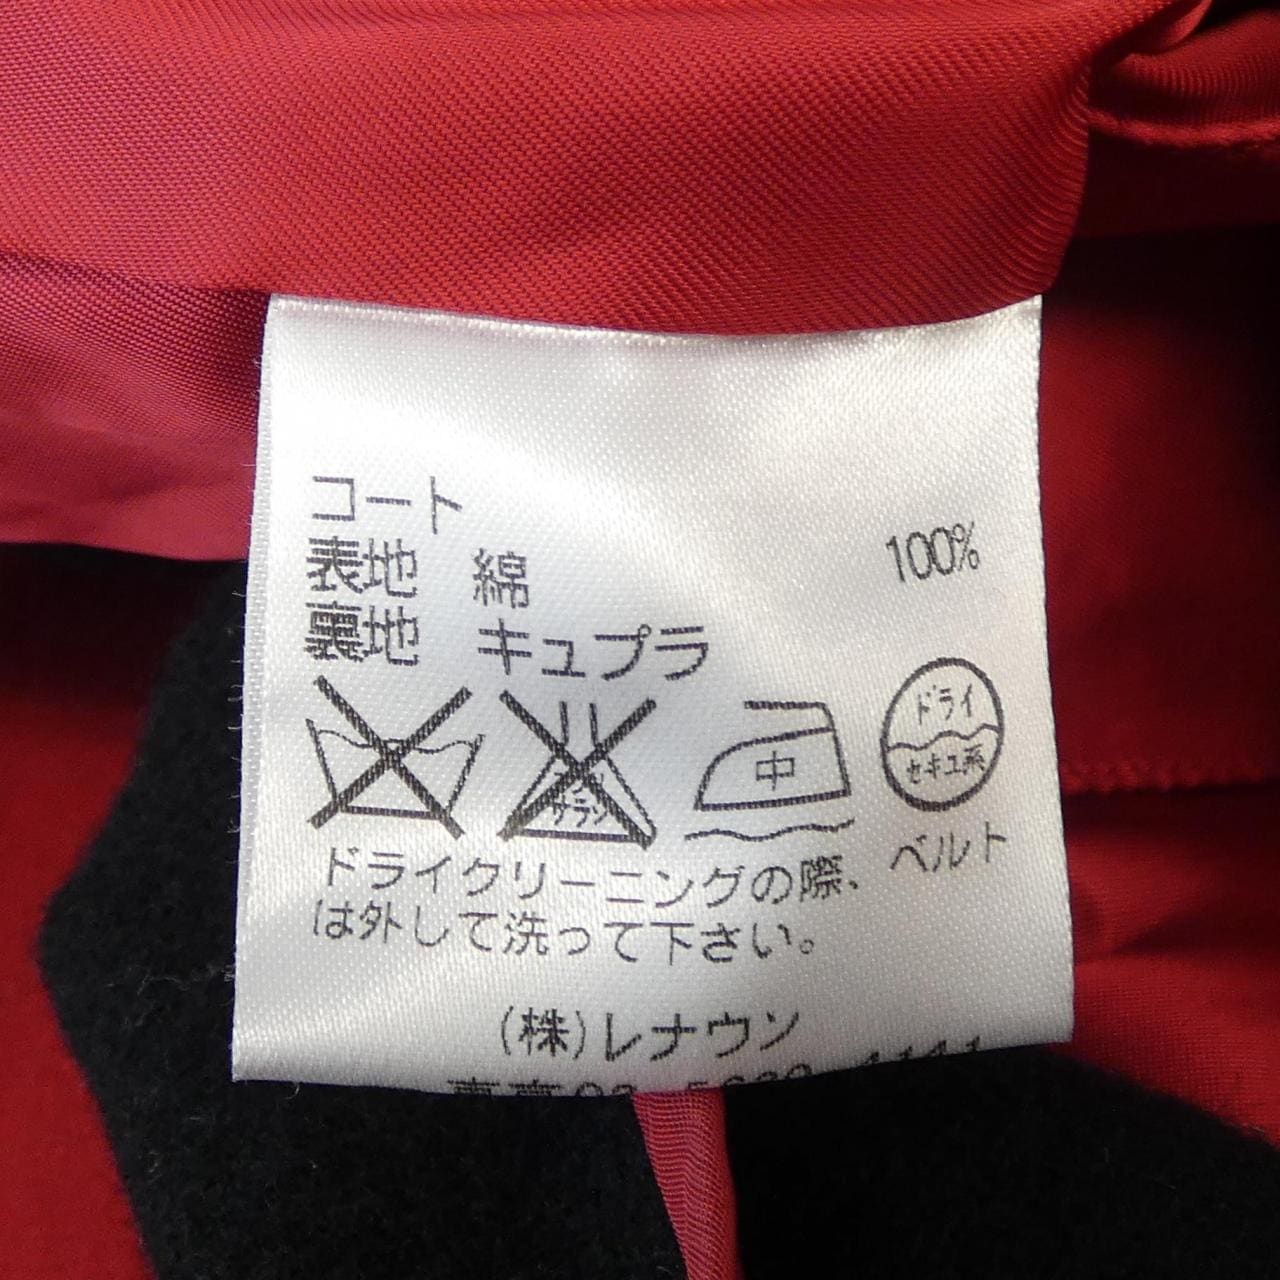 コート
表地 綿 100%
裏地 キュプラ
中
ドライ
セキユ系
ドライクリーニングの際、ベルト
は外して洗って下さい。
(株)レナウン